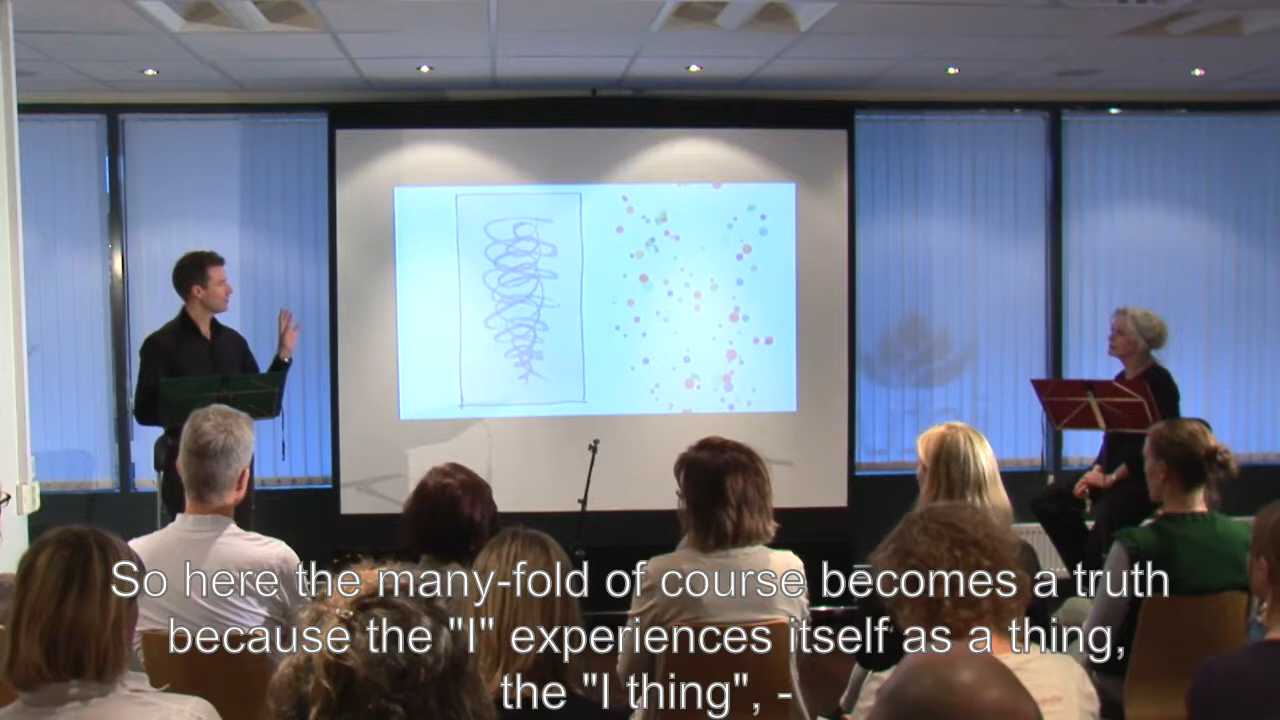 So here the many-fold of course becomes a truth
because the "I" experiences itself as a thing,
the "I thing", -